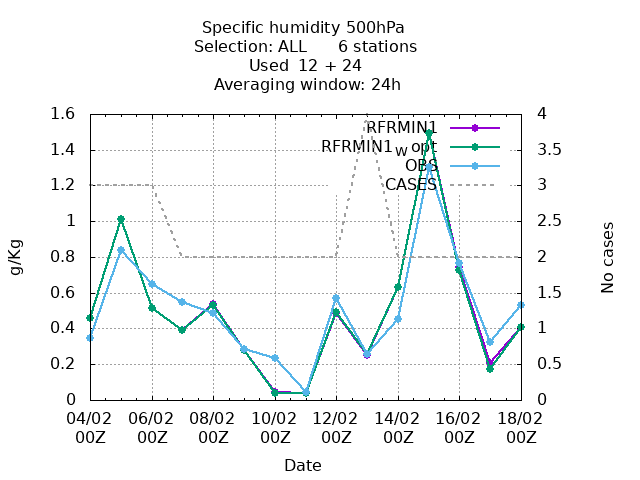 Specific humidity 500hPa
Selection: ALL      6 stations
Used  12 + 24
Averaging window: 24h
g/Kg
1.6
1.4
1.2
1
0.8
0.6
0.4
0.2
0
RFRMIN1
RFRMIN1_w opt
OBS
CASES
4
3.5
3
2.5
2
1.5
1
0.5
0
No cases
04/02 06/02 08/02 10/02 12/02 14/02 16/02 18/02
00Z 00Z 00Z 00Z 00Z 00Z 00Z 00Z
Date